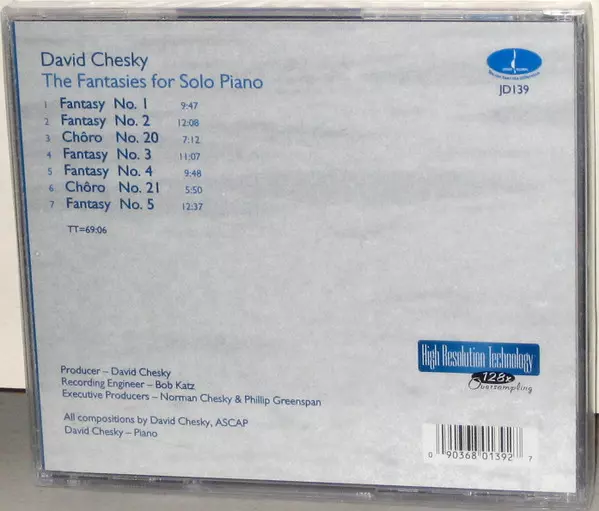 David Chesky
The Fantasies for Solo Piano
JD139
1 Fantasy No. 1 9:47
2 Fantasy No. 2 12:08
3 Chôro No. 20 7:12
4 Fantasy No. 3 11:07
5 Fantasy No. 4 9:48
6 Chôro No. 21 5:50
7 Fantasy No. 5 12:37
TT=69:06
High Resolution Technology
128x
Oversampling
Producer – David Chesky
Recording Engineer – Bob Katz
Executive Producers – Norman Chesky & Phillip Greenspan
All compositions by David Chesky, ASCAP
David Chesky – Piano
0 90368 01392 7